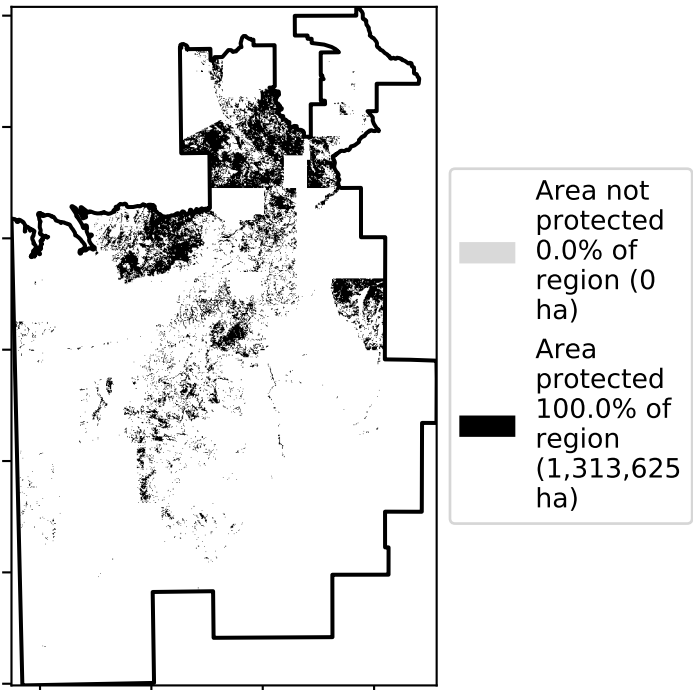 Area not
protected
0.0% of
region (0
ha)
Area
protected
100.0% of
region
(1,313,625
ha)